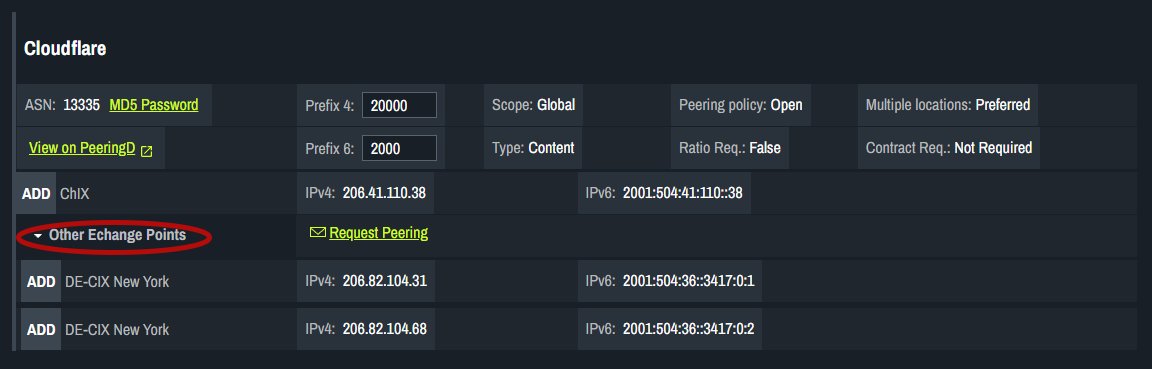 Cloudflare
ASN: 13335 MD5 Password Prefix 4: 20000 Scope: Global Peering policy: Open Multiple locations: Preferred
View on PeeringD Prefix 6: 2000 Type: Content Ratio Req.: False Contract Req.: Not Required
ADD ChIX IPv4: 206.41.110.38 IPv6: 2001:504:41:110::38
Other Echange Points Request Peering
ADD DE-CIX New York IPv4: 206.82.104.31 IPv6: 2001:504:36::3417:0:1
ADD DE-CIX New York IPv4: 206.82.104.68 IPv6: 2001:504:36::3417:0:2